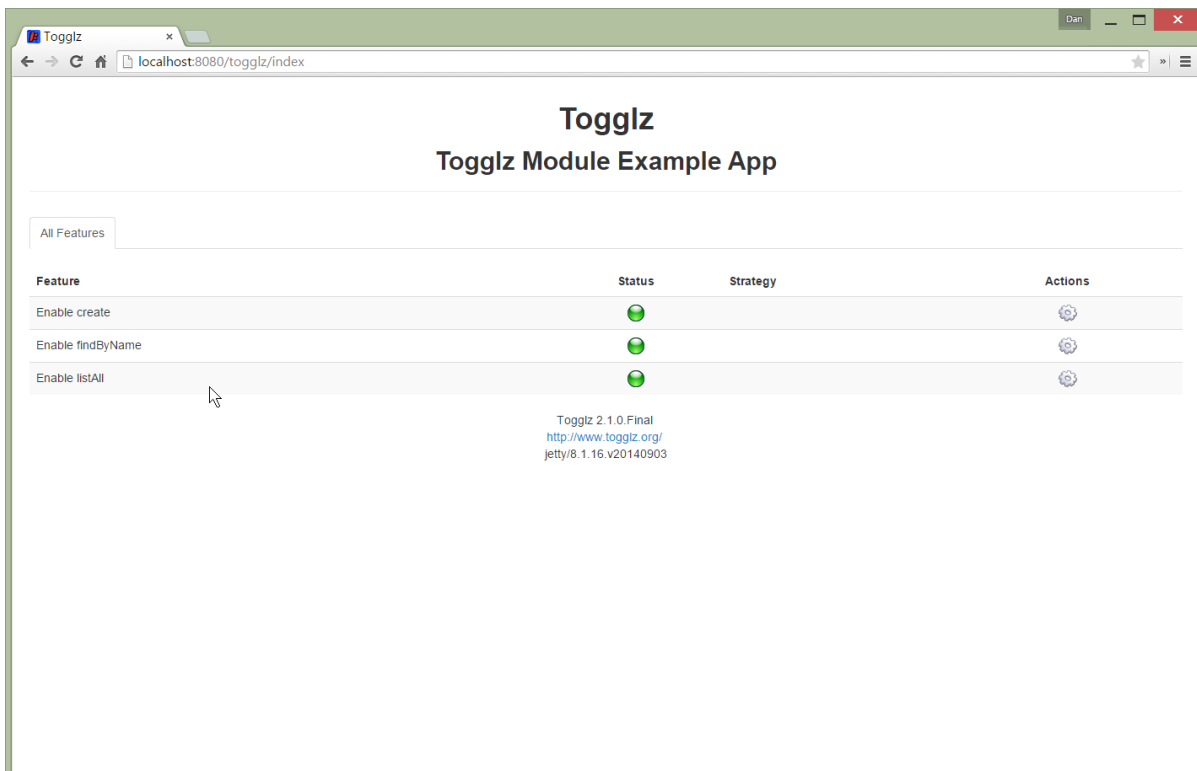 Dan
Togglz
localhost:8080/togglz/index
Togglz
Togglz Module Example App
All Features
Feature Status Strategy Actions
Enable create
Enable findByName
Enable listAll
Togglz 2.1.0.Final
http://www.togglz.org/
jetty/8.1.16.v20140903